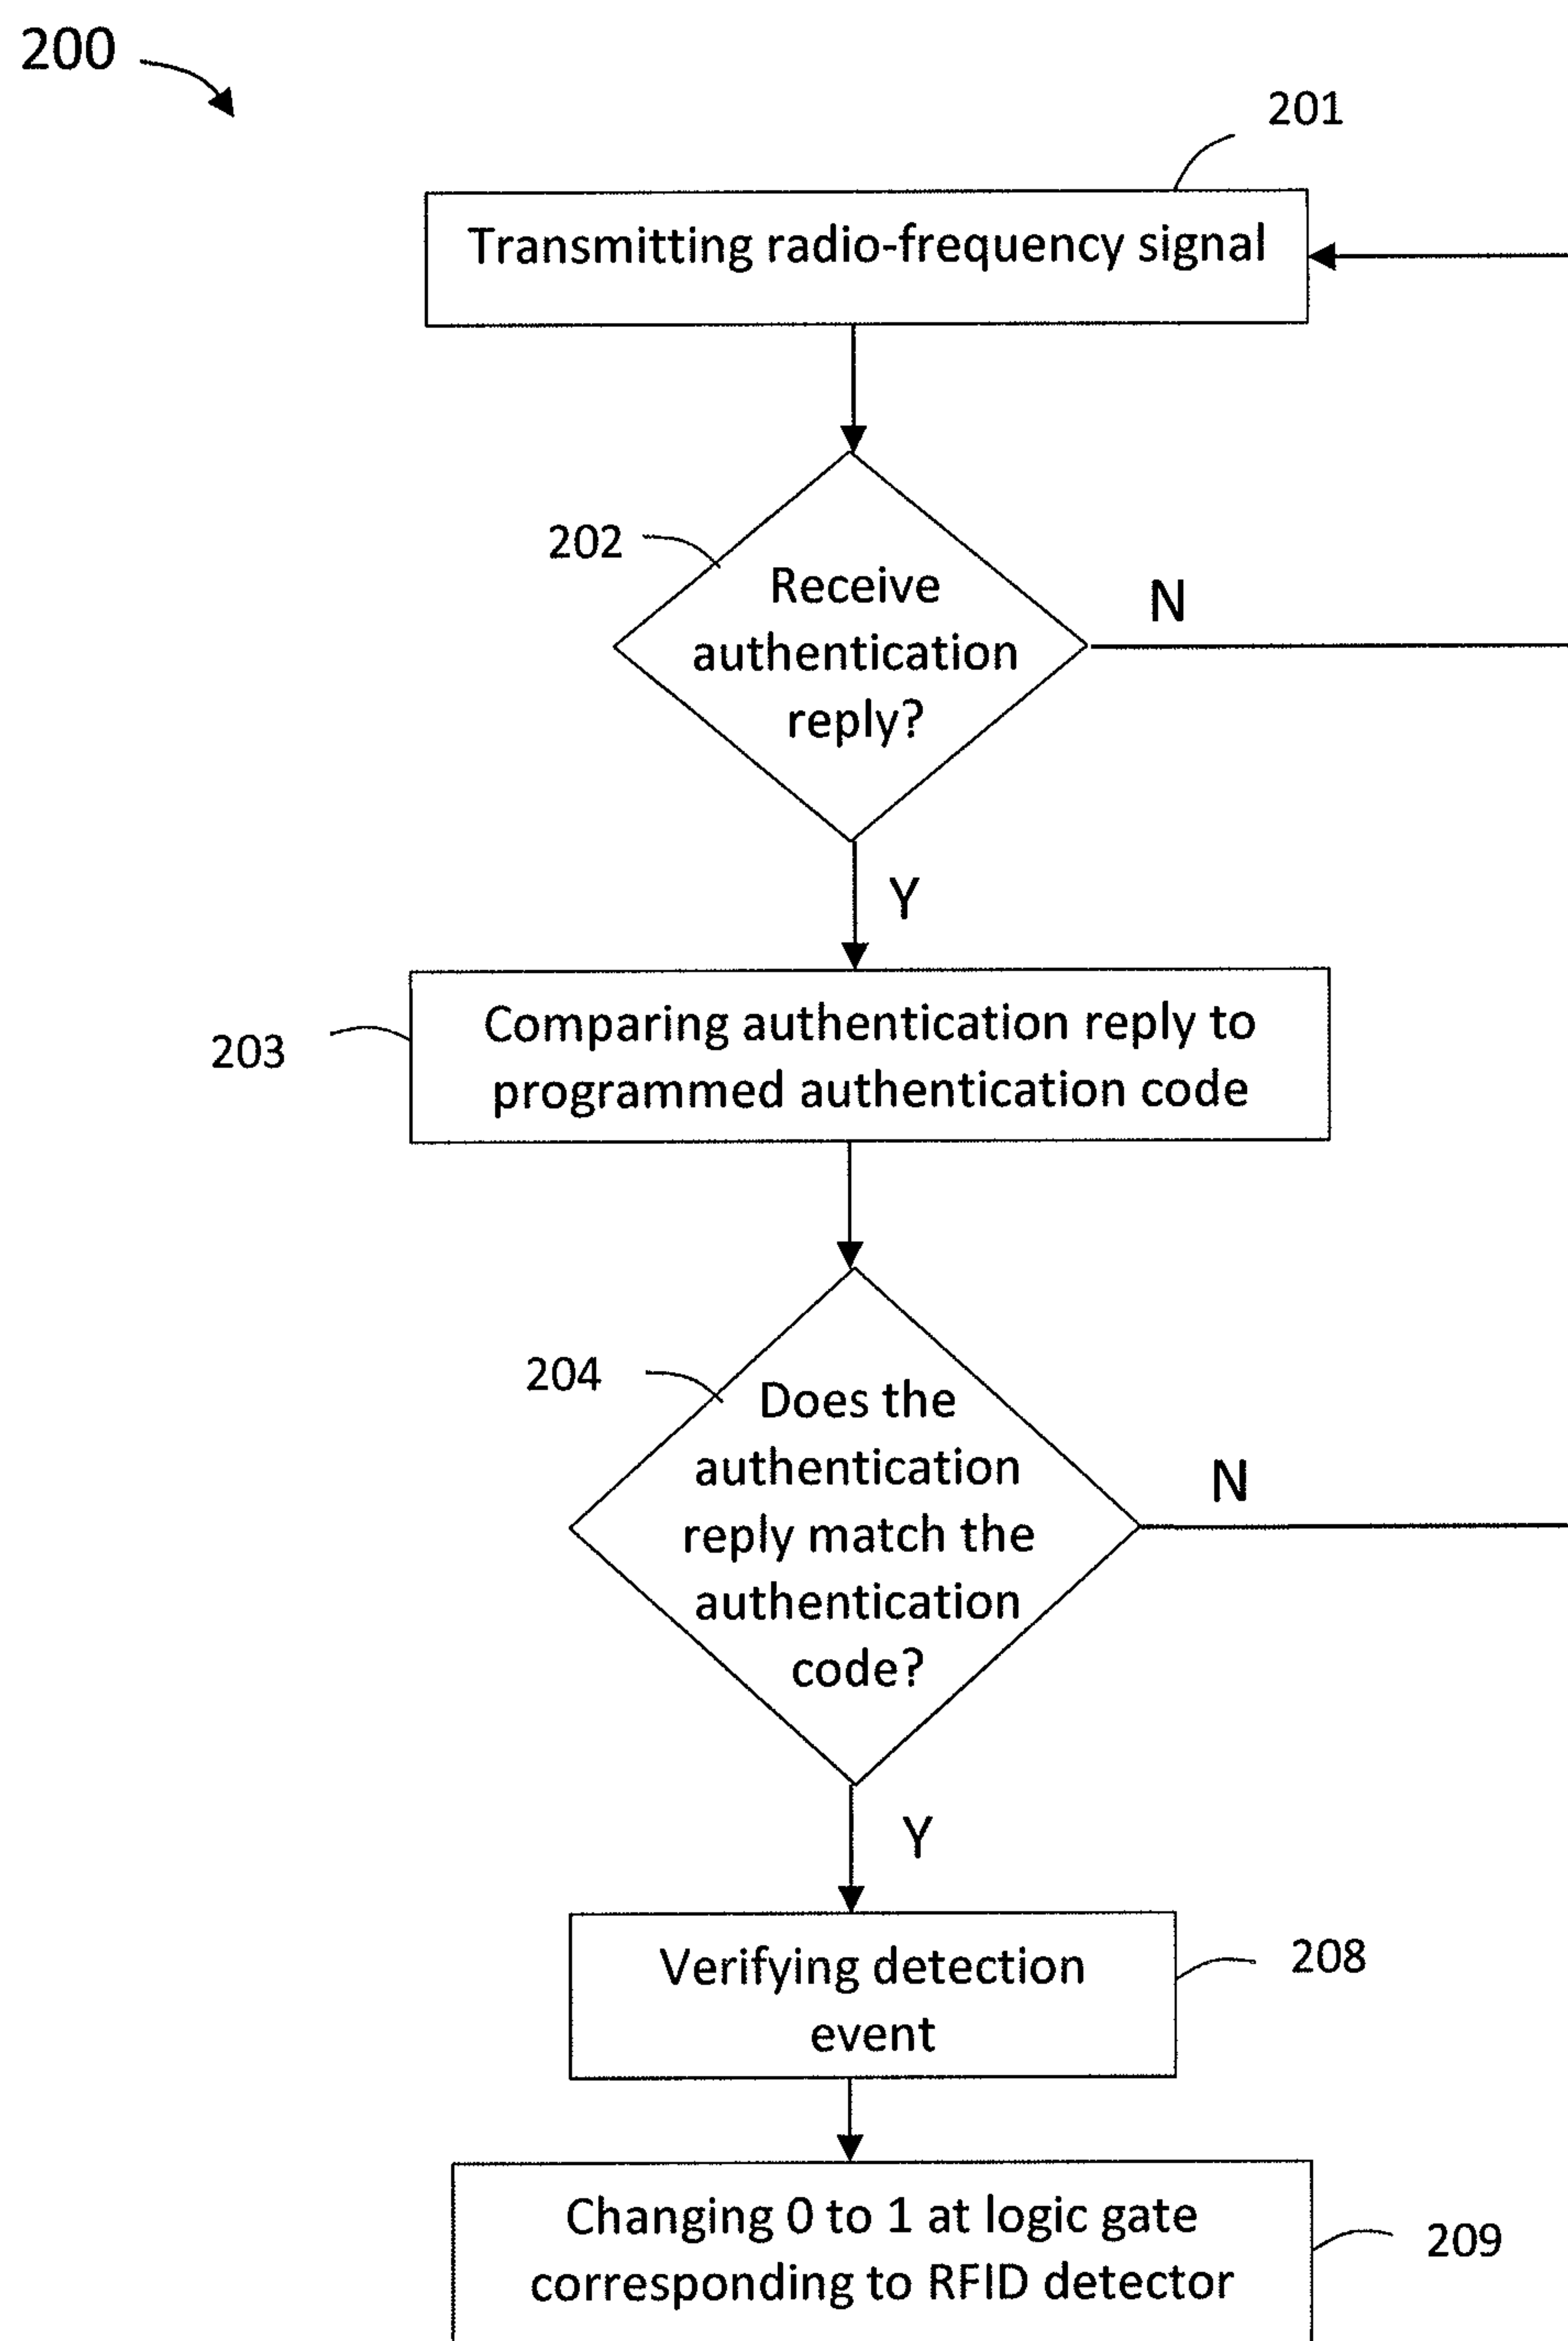 200
201
Transmitting radio-frequency signal
202
Receive
authentication
reply?
N
Y
203
Comparing authentication reply to
programmed authentication code
204
Does the
authentication
reply match the
authentication
code?
N
Y
Verifying detection
event
208
Changing 0 to 1 at logic gate
corresponding to RFID detector
209